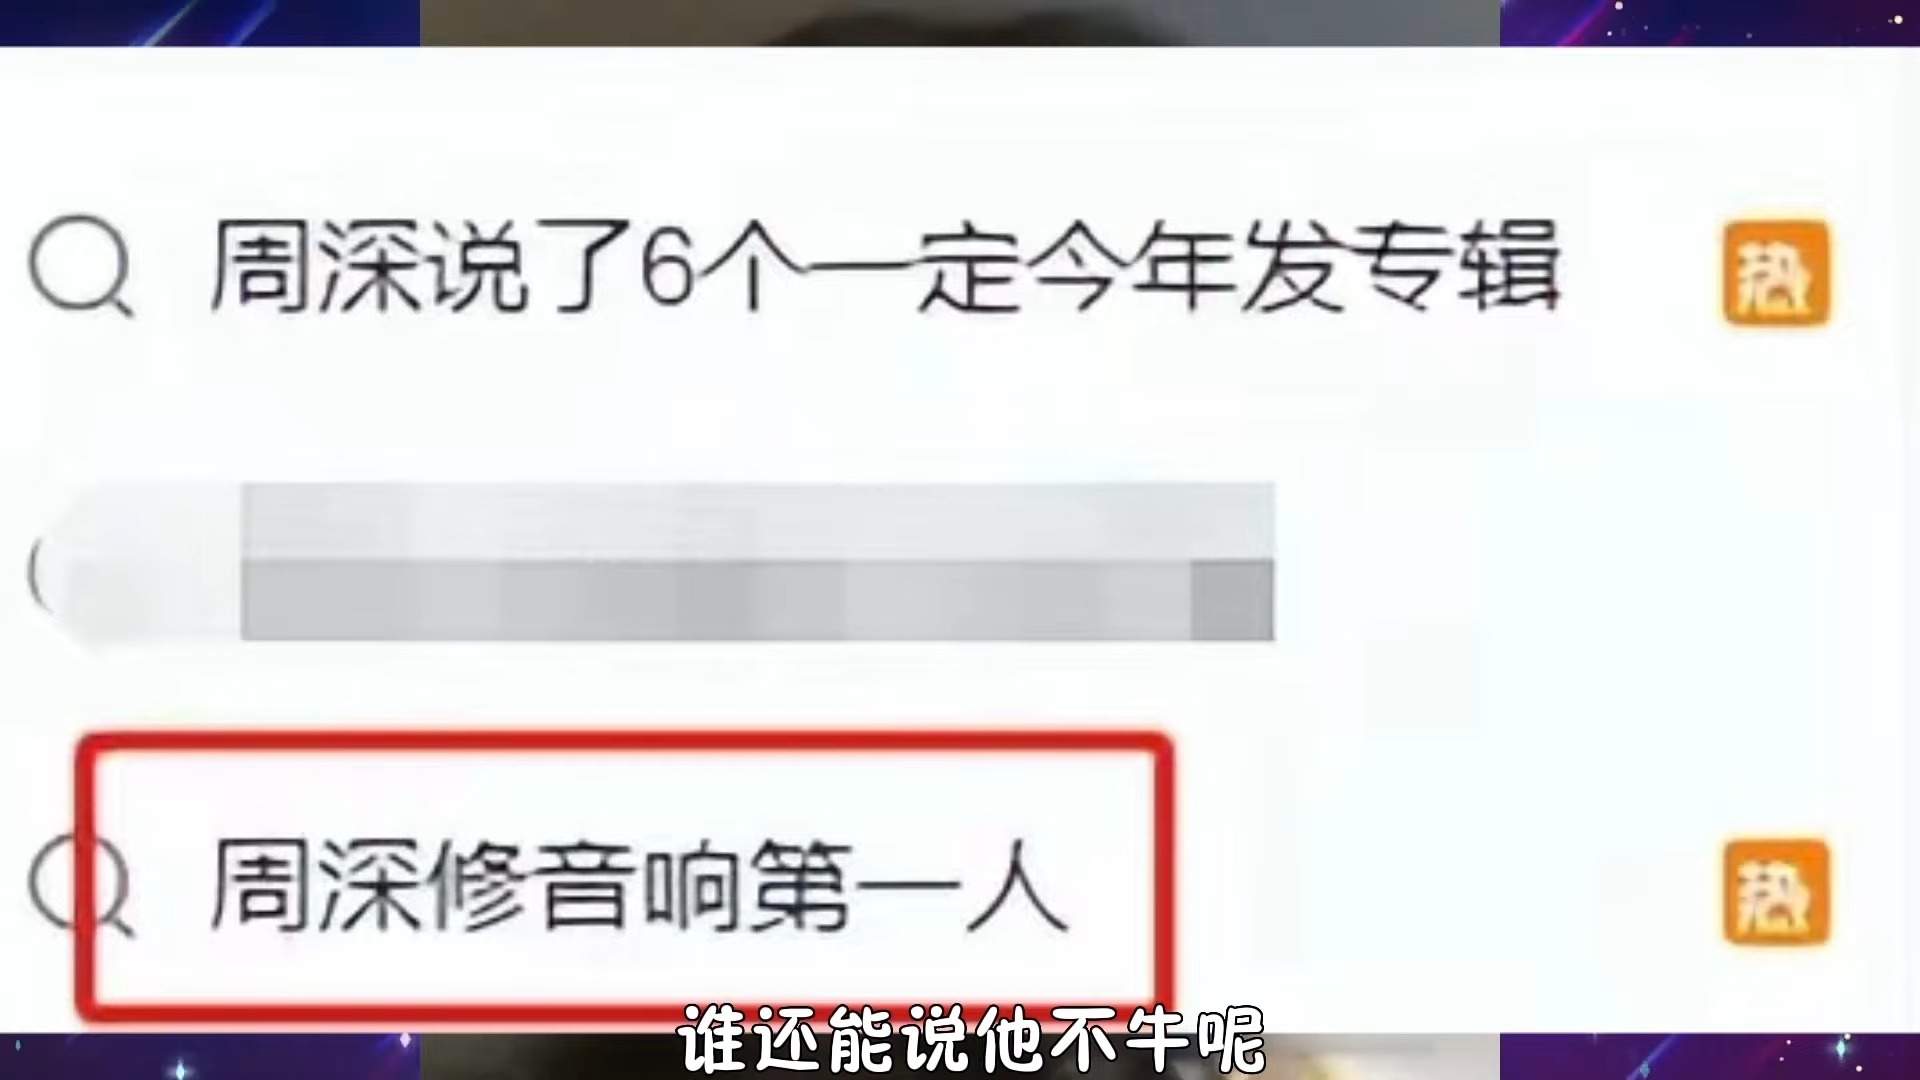 周深说了6个一定今年发专辑
热
周深修音响第一人
热
谁还能说他不牛呢